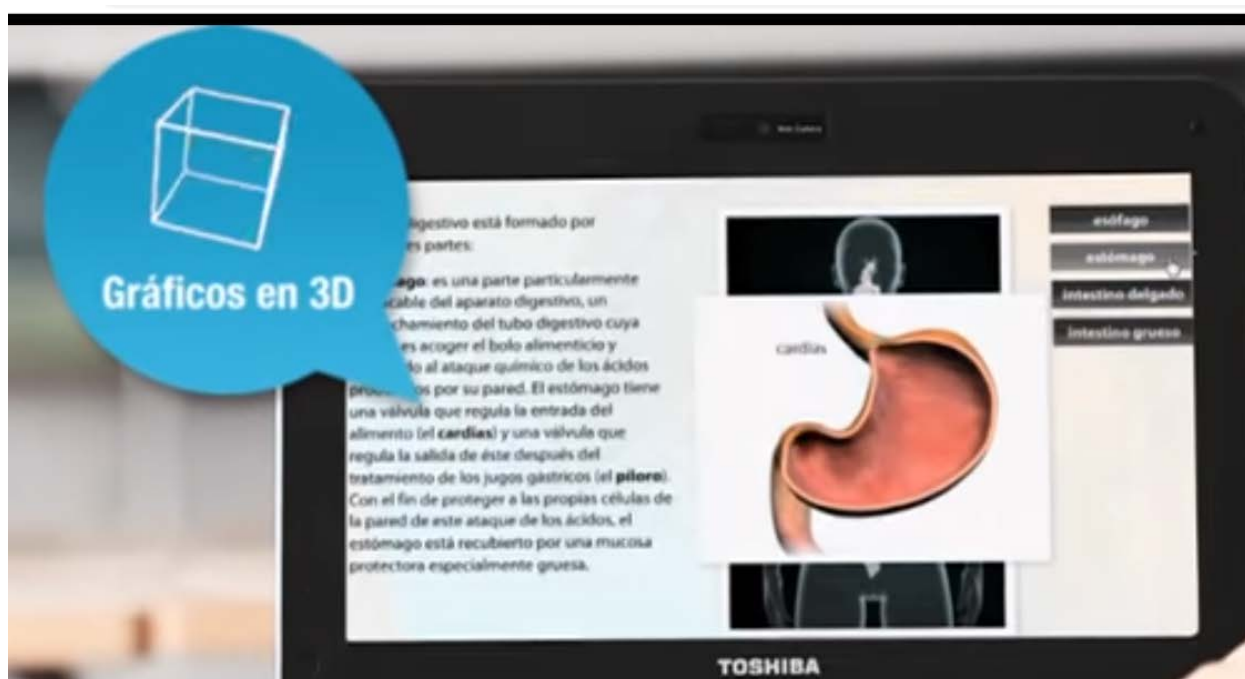 Gráficos en 3D
igestivo está formado por
es partes:
ago: es una parte particularmente
cable del aparato digestivo, un
chamiento del tubo digestivo cuya
es acoger el bolo alimenticio y
lo al ataque químico de los ácidos
os por su pared. El estómago tiene
una válvula que regula la entrada del
alimento (el cardias) y una válvula que
regula la salida de éste después del
tratamiento de los jugos gástricos (el píloro).
Con el fin de proteger a las propias células de
la pared de este ataque de los ácidos, el
estómago está recubierto por una mucosa
protectora especialmente gruesa.
cardias
esófago
estómago
intestino delgado
intestino grueso
TOSHIBA